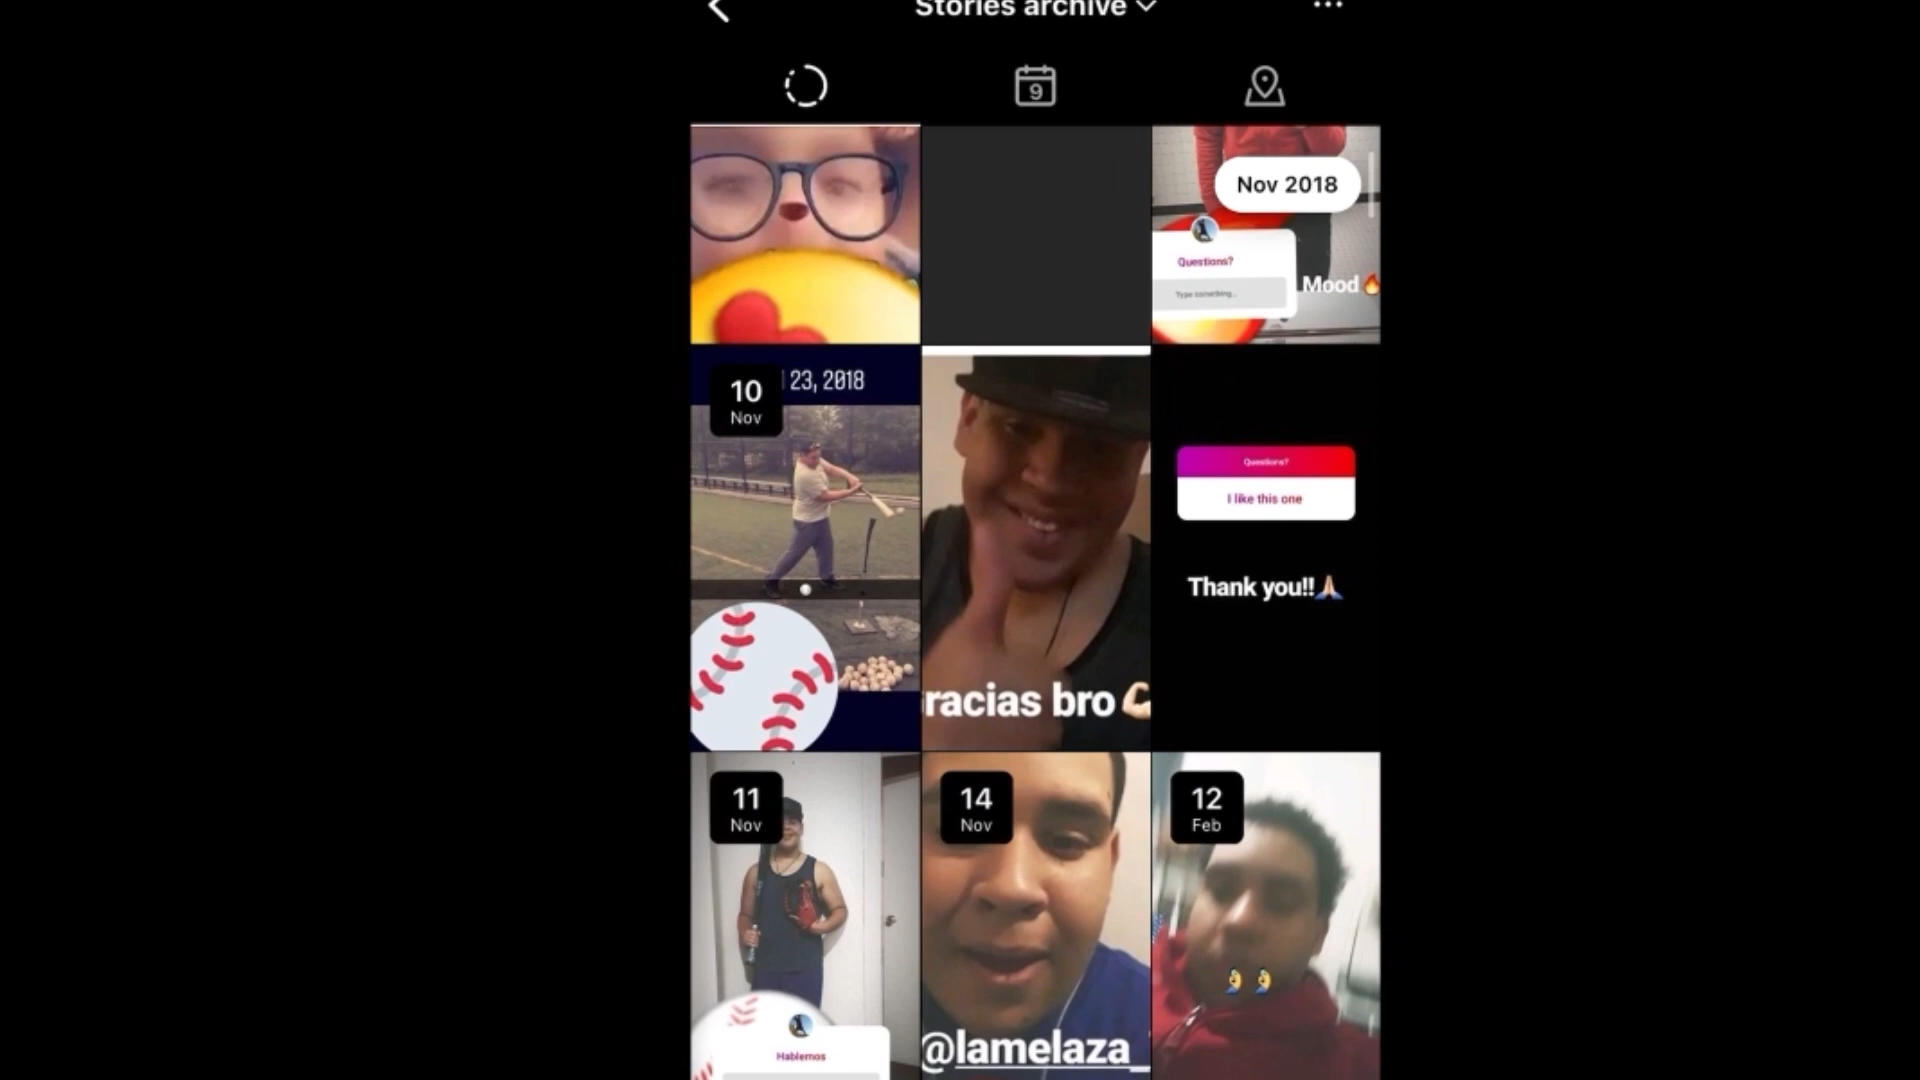 Stories archive
9
Nov 2018
Questions?
Type something...
Mood🔥
10
Nov
23, 2018
racias bro💪🏻
Questions?
I like this one
Thank you!!🙏🏼
11
Nov
Hablemos
14
Nov
@lamelaza_
12
Feb